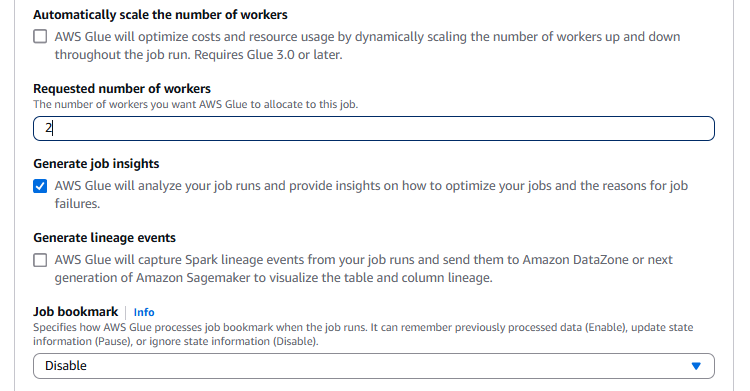 Automatically scale the number of workers
AWS Glue will optimize costs and resource usage by dynamically scaling the number of workers up and down
throughout the job run. Requires Glue 3.0 or later.
Requested number of workers
The number of workers you want AWS Glue to allocate to this job.
2
Generate job insights
AWS Glue will analyze your job runs and provide insights on how to optimize your jobs and the reasons for job
failures.
Generate lineage events
AWS Glue will capture Spark lineage events from your job runs and send them to Amazon DataZone or next
generation of Amazon Sagemaker to visualize the table and column lineage.
Job bookmark Info
Specifies how AWS Glue processes job bookmark when the job runs. It can remember previously processed data (Enable), update state
information (Pause), or ignore state information (Disable).
Disable